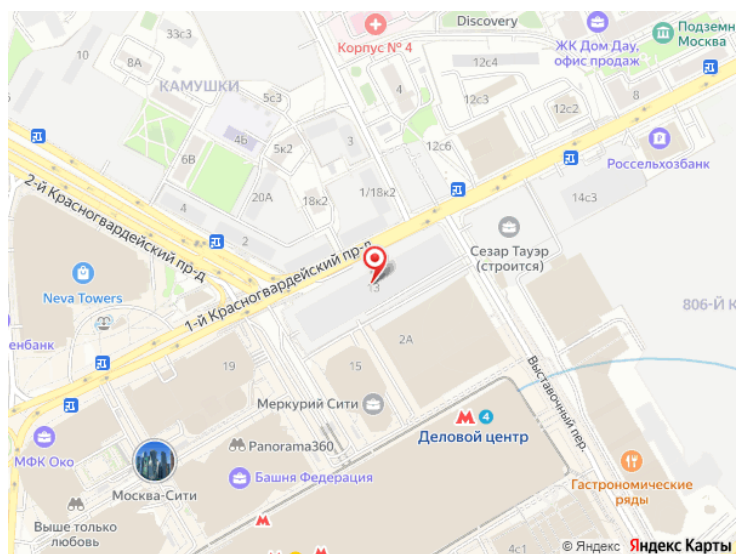 33с3
Discovery
Корпус № 4
ЖК Дом Дау,
офис продаж
Подземн
Москва
10
8А
КАМУШКИ
5с3
4
12с4
12с3
12с2
8
4б
5к2
12с6
6В
Россельхозбанк
20А
18к2
1/18к2
14с3
4
2
2-й Красногвардейский пр-д
1-й Красногвардейский пр-д
Сезар Тауэр
(строится)
Neva Towers
13
806-Й К
енбанк
19
15
2А
Выставочный пер.
Меркурий Сити
4
Деловой центр
МФК Око
Panorama360
Башня Федерация
Москва-Сити
Гастрономические
ряды
Выше только
любовь
4с1
© Яндекс Яндекс Карты